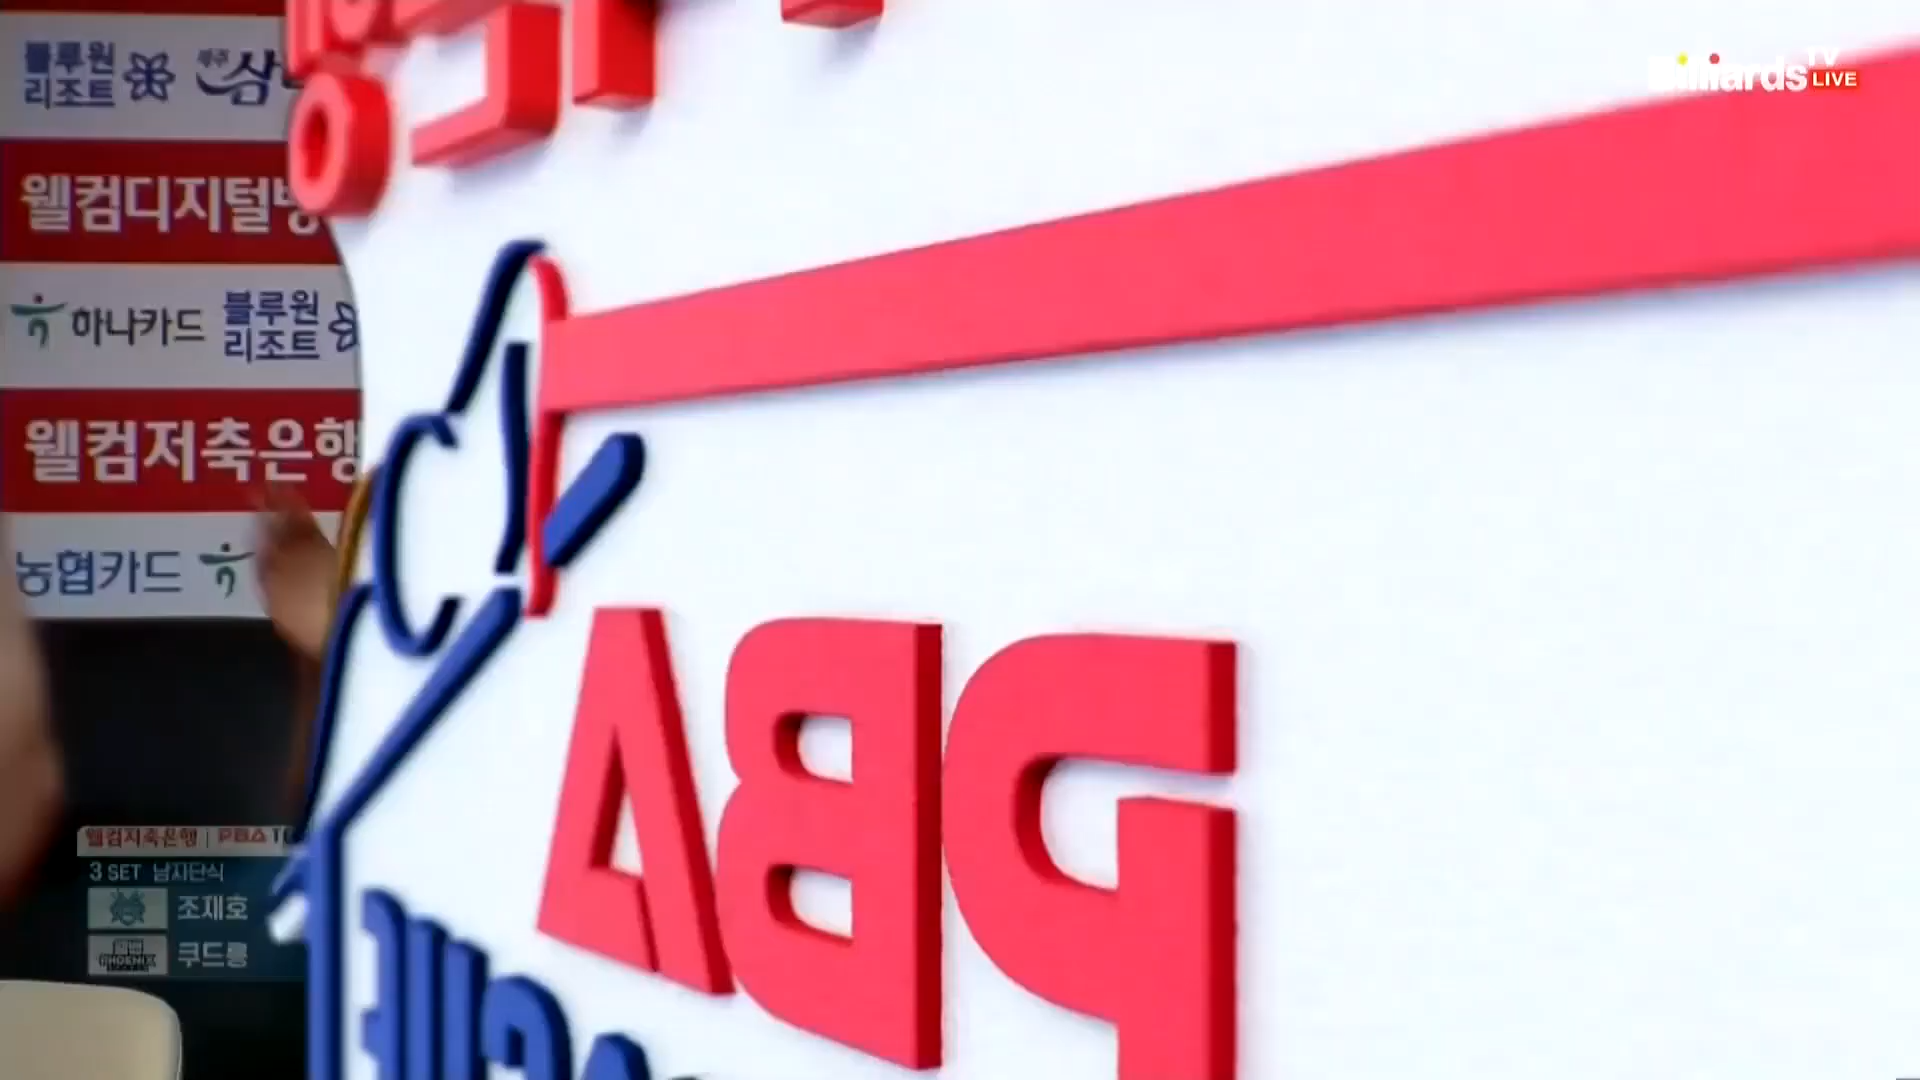 블루원
리조트
Billiards TV
LIVE
웰컴디지털
하나카드
블루원
리조트
웰컴저축은행
농협카드
PBA
웰컴저축은행 | PBA
3 SET 남자단식
조재호
PHOENIX
쿠드롱